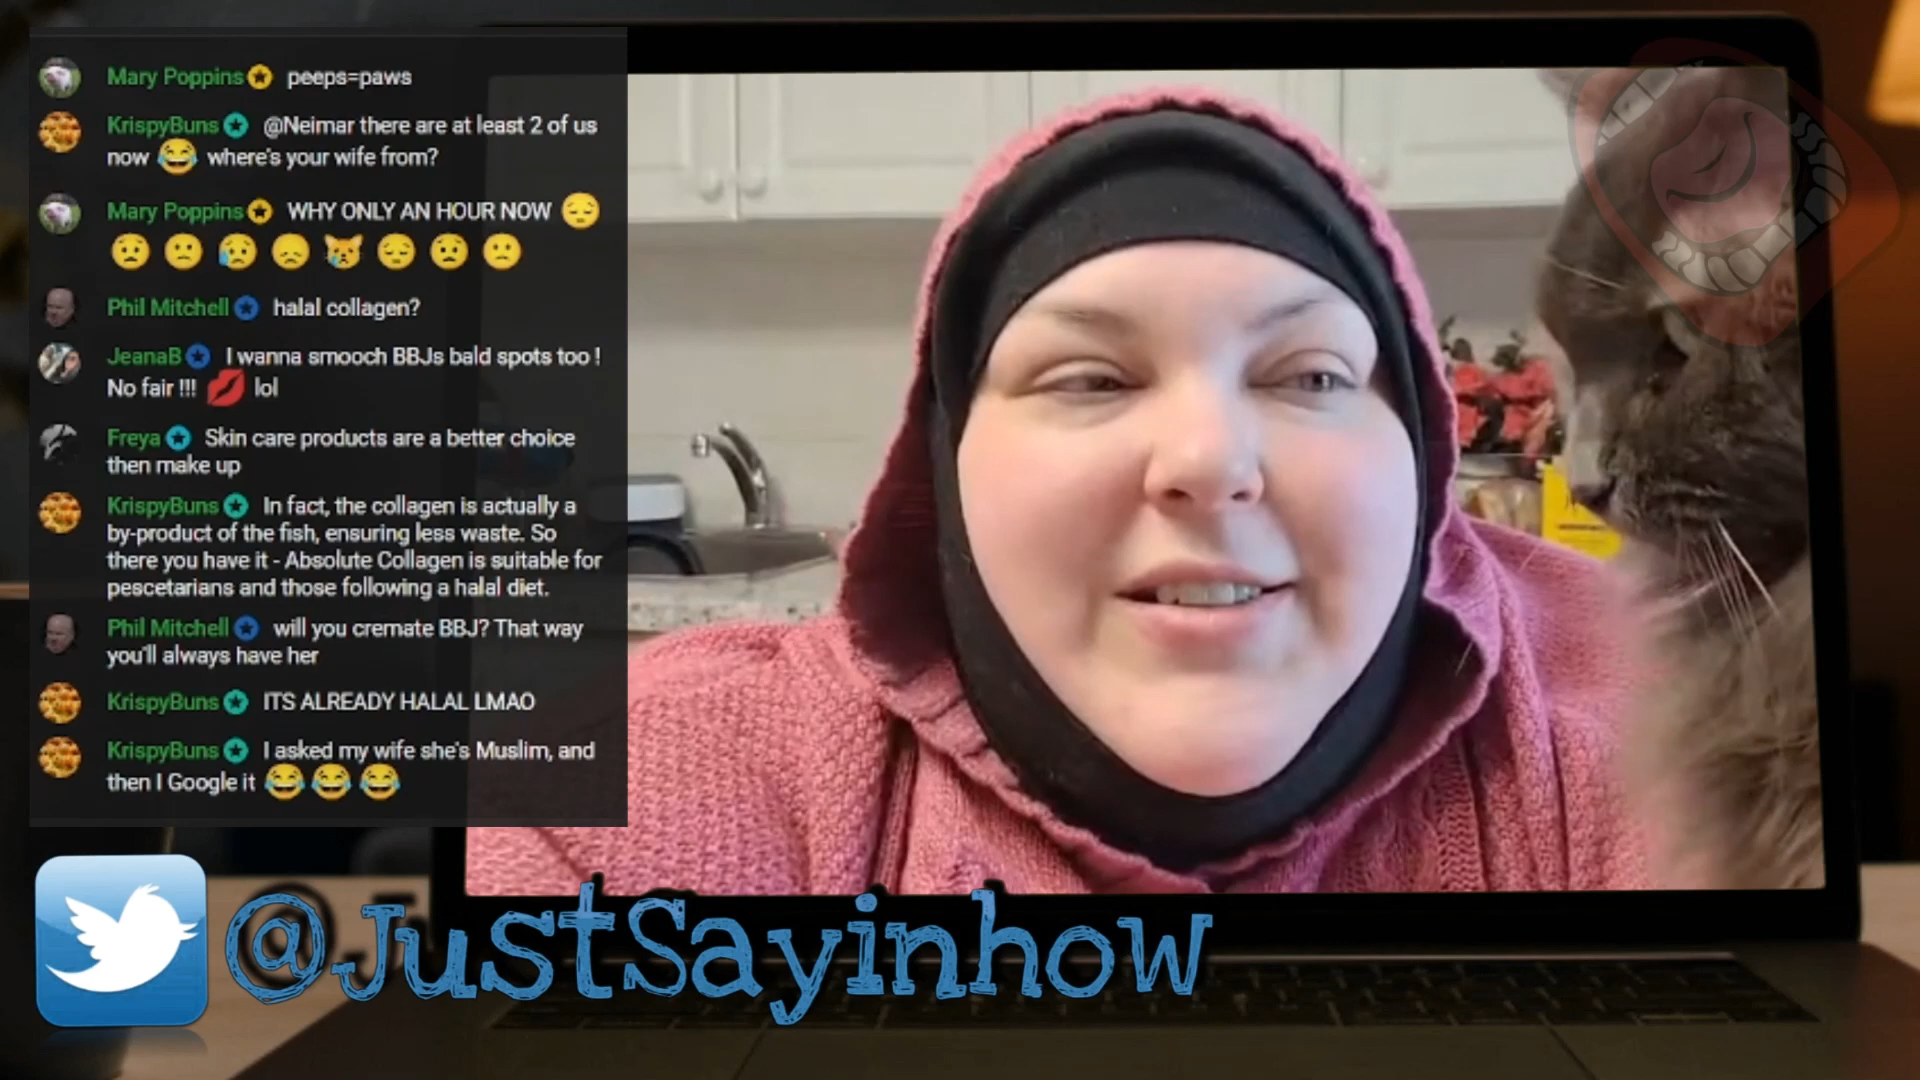 Mary Poppins peeps=paws
KrispyBuns @Neimar there are at least 2 of us
now 😂 where's your wife from?
Mary Poppins WHY ONLY AN HOUR NOW 😔
😟 🙁 😥 😞 😿 😔 😟 🙁
Phil Mitchell halal collagen?
JeanaB I wanna smooch BBJs bald spots too !
No fair !!! 💋 lol
Freya Skin care products are a better choice
then make up
KrispyBuns In fact, the collagen is actually a
by-product of the fish, ensuring less waste. So
there you have it - Absolute Collagen is suitable for
pescetarians and those following a halal diet.
Phil Mitchell will you cremate BBJ? That way
you'll always have her
KrispyBuns ITS ALREADY HALAL LMAO
KrispyBuns I asked my wife she's Muslim, and
then I Google it 😂 😂 😂
@JustSayinhow